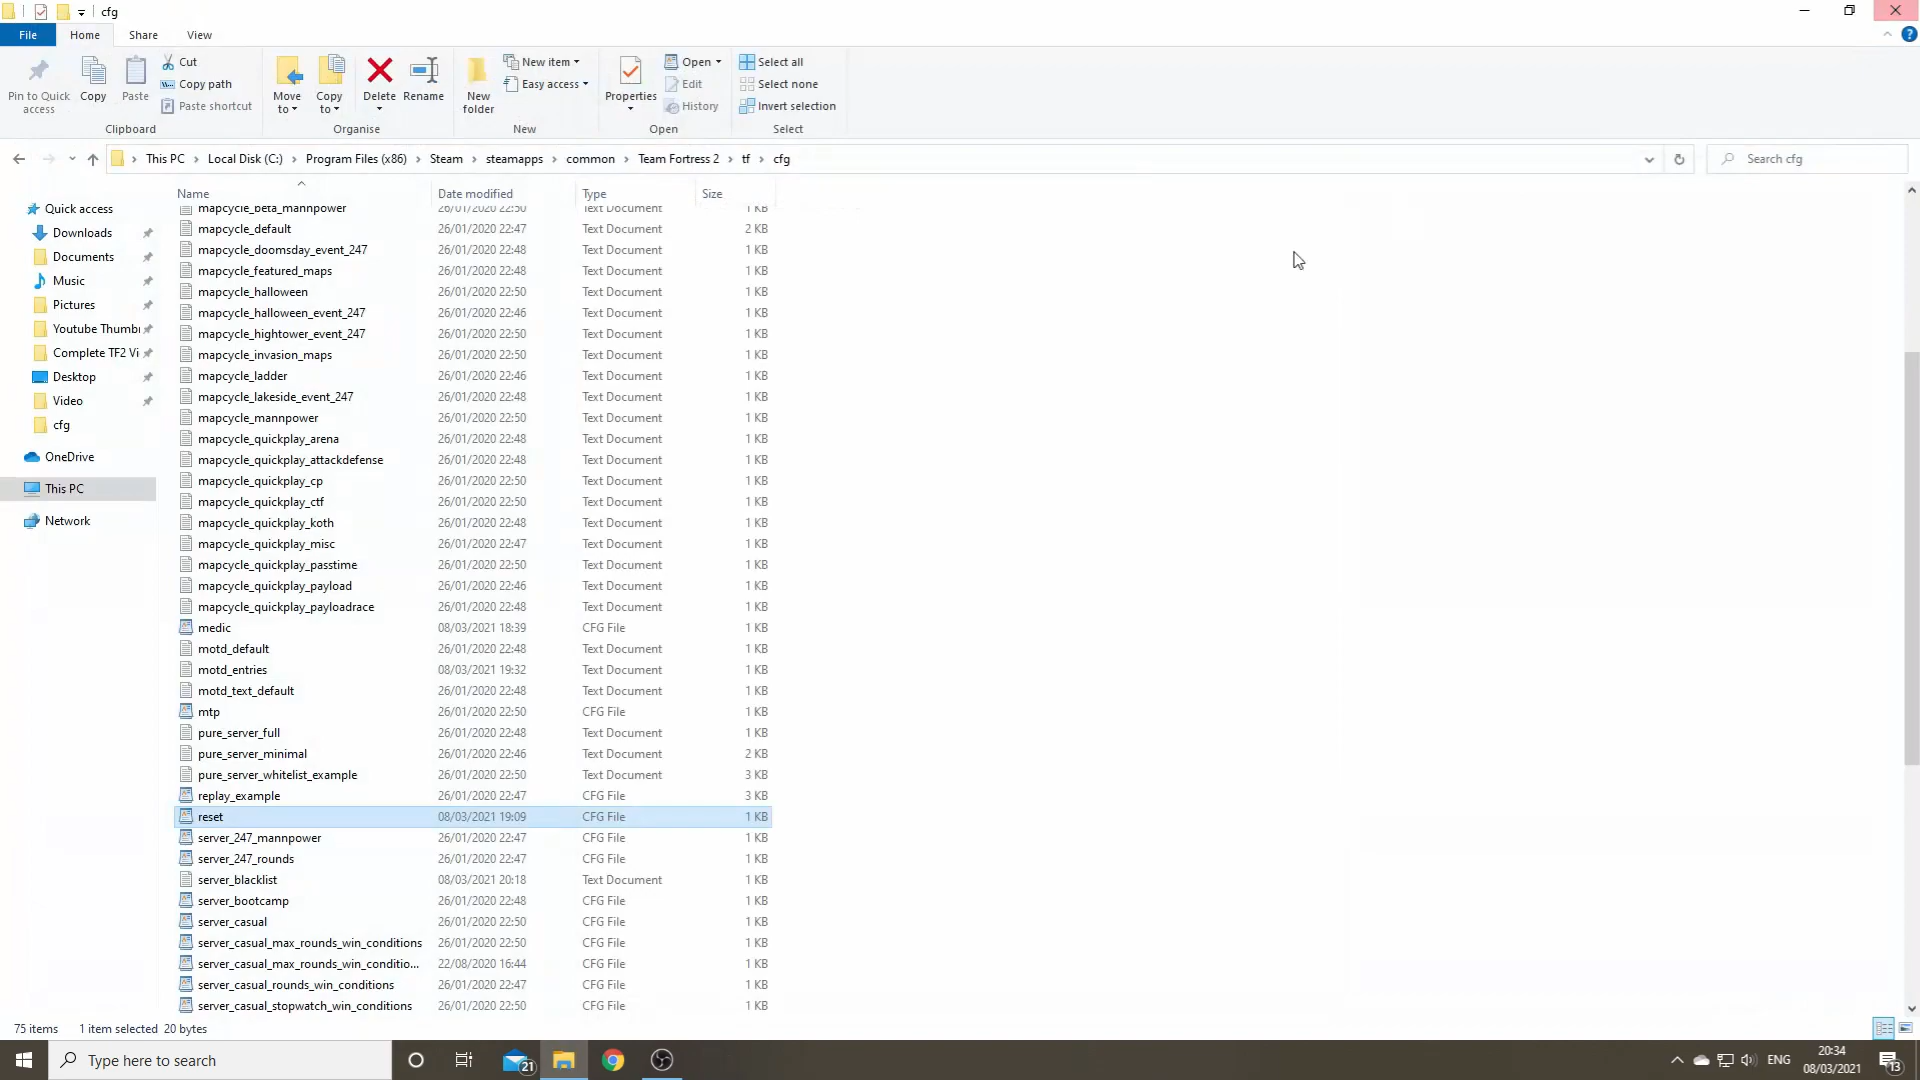 cfg
File Home Share View
Pin to Quick access
Copy
Paste
Cut
Copy path
Paste shortcut
Clipboard
Move to
Copy to
Delete
Rename
Organise
New folder
New item
Easy access
New
Properties
Open
Edit
History
Open
Select all
Select none
Invert selection
Select
This PC Local Disk (C:) Program Files (x86) Steam steamapps common Team Fortress 2 tf cfg
Search cfg
Quick access
Downloads
Documents
Music
Pictures
Youtube Thumb
Complete TF2 Vi
Desktop
Video
cfg
OneDrive
This PC
Network
Name Date modified Type Size
mapcycle_beta_mannpower 26/01/2020 22:50 Text Document 1 KB
mapcycle_default 26/01/2020 22:47 Text Document 2 KB
mapcycle_doomsday_event_247 26/01/2020 22:48 Text Document 1 KB
mapcycle_featured_maps 26/01/2020 22:48 Text Document 1 KB
mapcycle_halloween 26/01/2020 22:50 Text Document 1 KB
mapcycle_halloween_event_247 26/01/2020 22:46 Text Document 1 KB
mapcycle_hightower_event_247 26/01/2020 22:50 Text Document 1 KB
mapcycle_invasion_maps 26/01/2020 22:50 Text Document 1 KB
mapcycle_ladder 26/01/2020 22:46 Text Document 1 KB
mapcycle_lakeside_event_247 26/01/2020 22:48 Text Document 1 KB
mapcycle_mannpower 26/01/2020 22:50 Text Document 1 KB
mapcycle_quickplay_arena 26/01/2020 22:48 Text Document 1 KB
mapcycle_quickplay_attackdefense 26/01/2020 22:48 Text Document 1 KB
mapcycle_quickplay_cp 26/01/2020 22:50 Text Document 1 KB
mapcycle_quickplay_ctf 26/01/2020 22:50 Text Document 1 KB
mapcycle_quickplay_koth 26/01/2020 22:48 Text Document 1 KB
mapcycle_quickplay_misc 26/01/2020 22:47 Text Document 1 KB
mapcycle_quickplay_passtime 26/01/2020 22:50 Text Document 1 KB
mapcycle_quickplay_payload 26/01/2020 22:46 Text Document 1 KB
mapcycle_quickplay_payloadrace 26/01/2020 22:48 Text Document 1 KB
medic 08/03/2021 18:39 CFG File 1 KB
motd_default 26/01/2020 22:48 Text Document 1 KB
motd_entries 08/03/2021 19:32 Text Document 1 KB
motd_text_default 26/01/2020 22:48 Text Document 1 KB
mtp 26/01/2020 22:50 CFG File 1 KB
pure_server_full 26/01/2020 22:48 Text Document 1 KB
pure_server_minimal 26/01/2020 22:46 Text Document 2 KB
pure_server_whitelist_example 26/01/2020 22:50 Text Document 3 KB
replay_example 26/01/2020 22:47 CFG File 3 KB
reset 08/03/2021 19:09 CFG File 1 KB
server_247_mannpower 26/01/2020 22:47 CFG File 1 KB
server_247_rounds 26/01/2020 22:47 CFG File 1 KB
server_blacklist 08/03/2021 20:18 Text Document 1 KB
server_bootcamp 26/01/2020 22:48 CFG File 1 KB
server_casual 26/01/2020 22:50 CFG File 1 KB
server_casual_max_rounds_win_conditions 26/01/2020 22:50 CFG File 1 KB
server_casual_max_rounds_win_conditio... 22/08/2020 16:44 CFG File 1 KB
server_casual_rounds_win_conditions 26/01/2020 22:47 CFG File 1 KB
server_casual_stopwatch_win_conditions 26/01/2020 22:50 CFG File 1 KB
75 items 1 item selected 20 bytes
Type here to search
21
ENG
20:34
08/03/2021
13